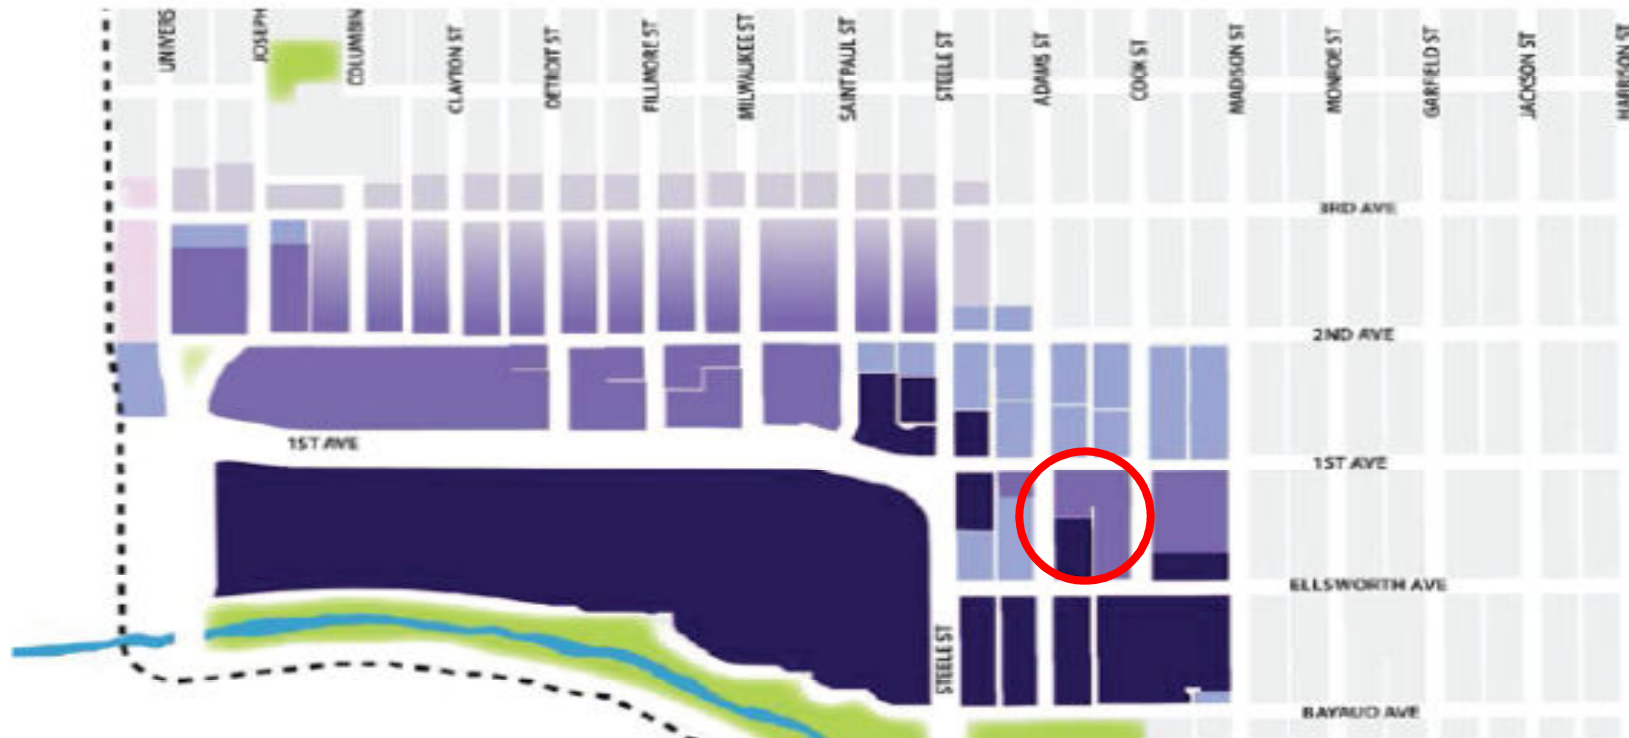 UNIVERS
JOSEPH
COLUMBIN
CLAYTON ST
DETROIT ST
FILLMORE ST
MILWAUKEE ST
SAINT PAUL ST
STEELE ST
ADAMS ST
COOK ST
MADISON ST
MONROE ST
GARFIELD ST
JACKSON ST
HARRISON ST
3RD AVE
2ND AVE
1ST AVE
1ST AVE
ELLSWORTH AVE
STEELE ST
BAYAUD AVE